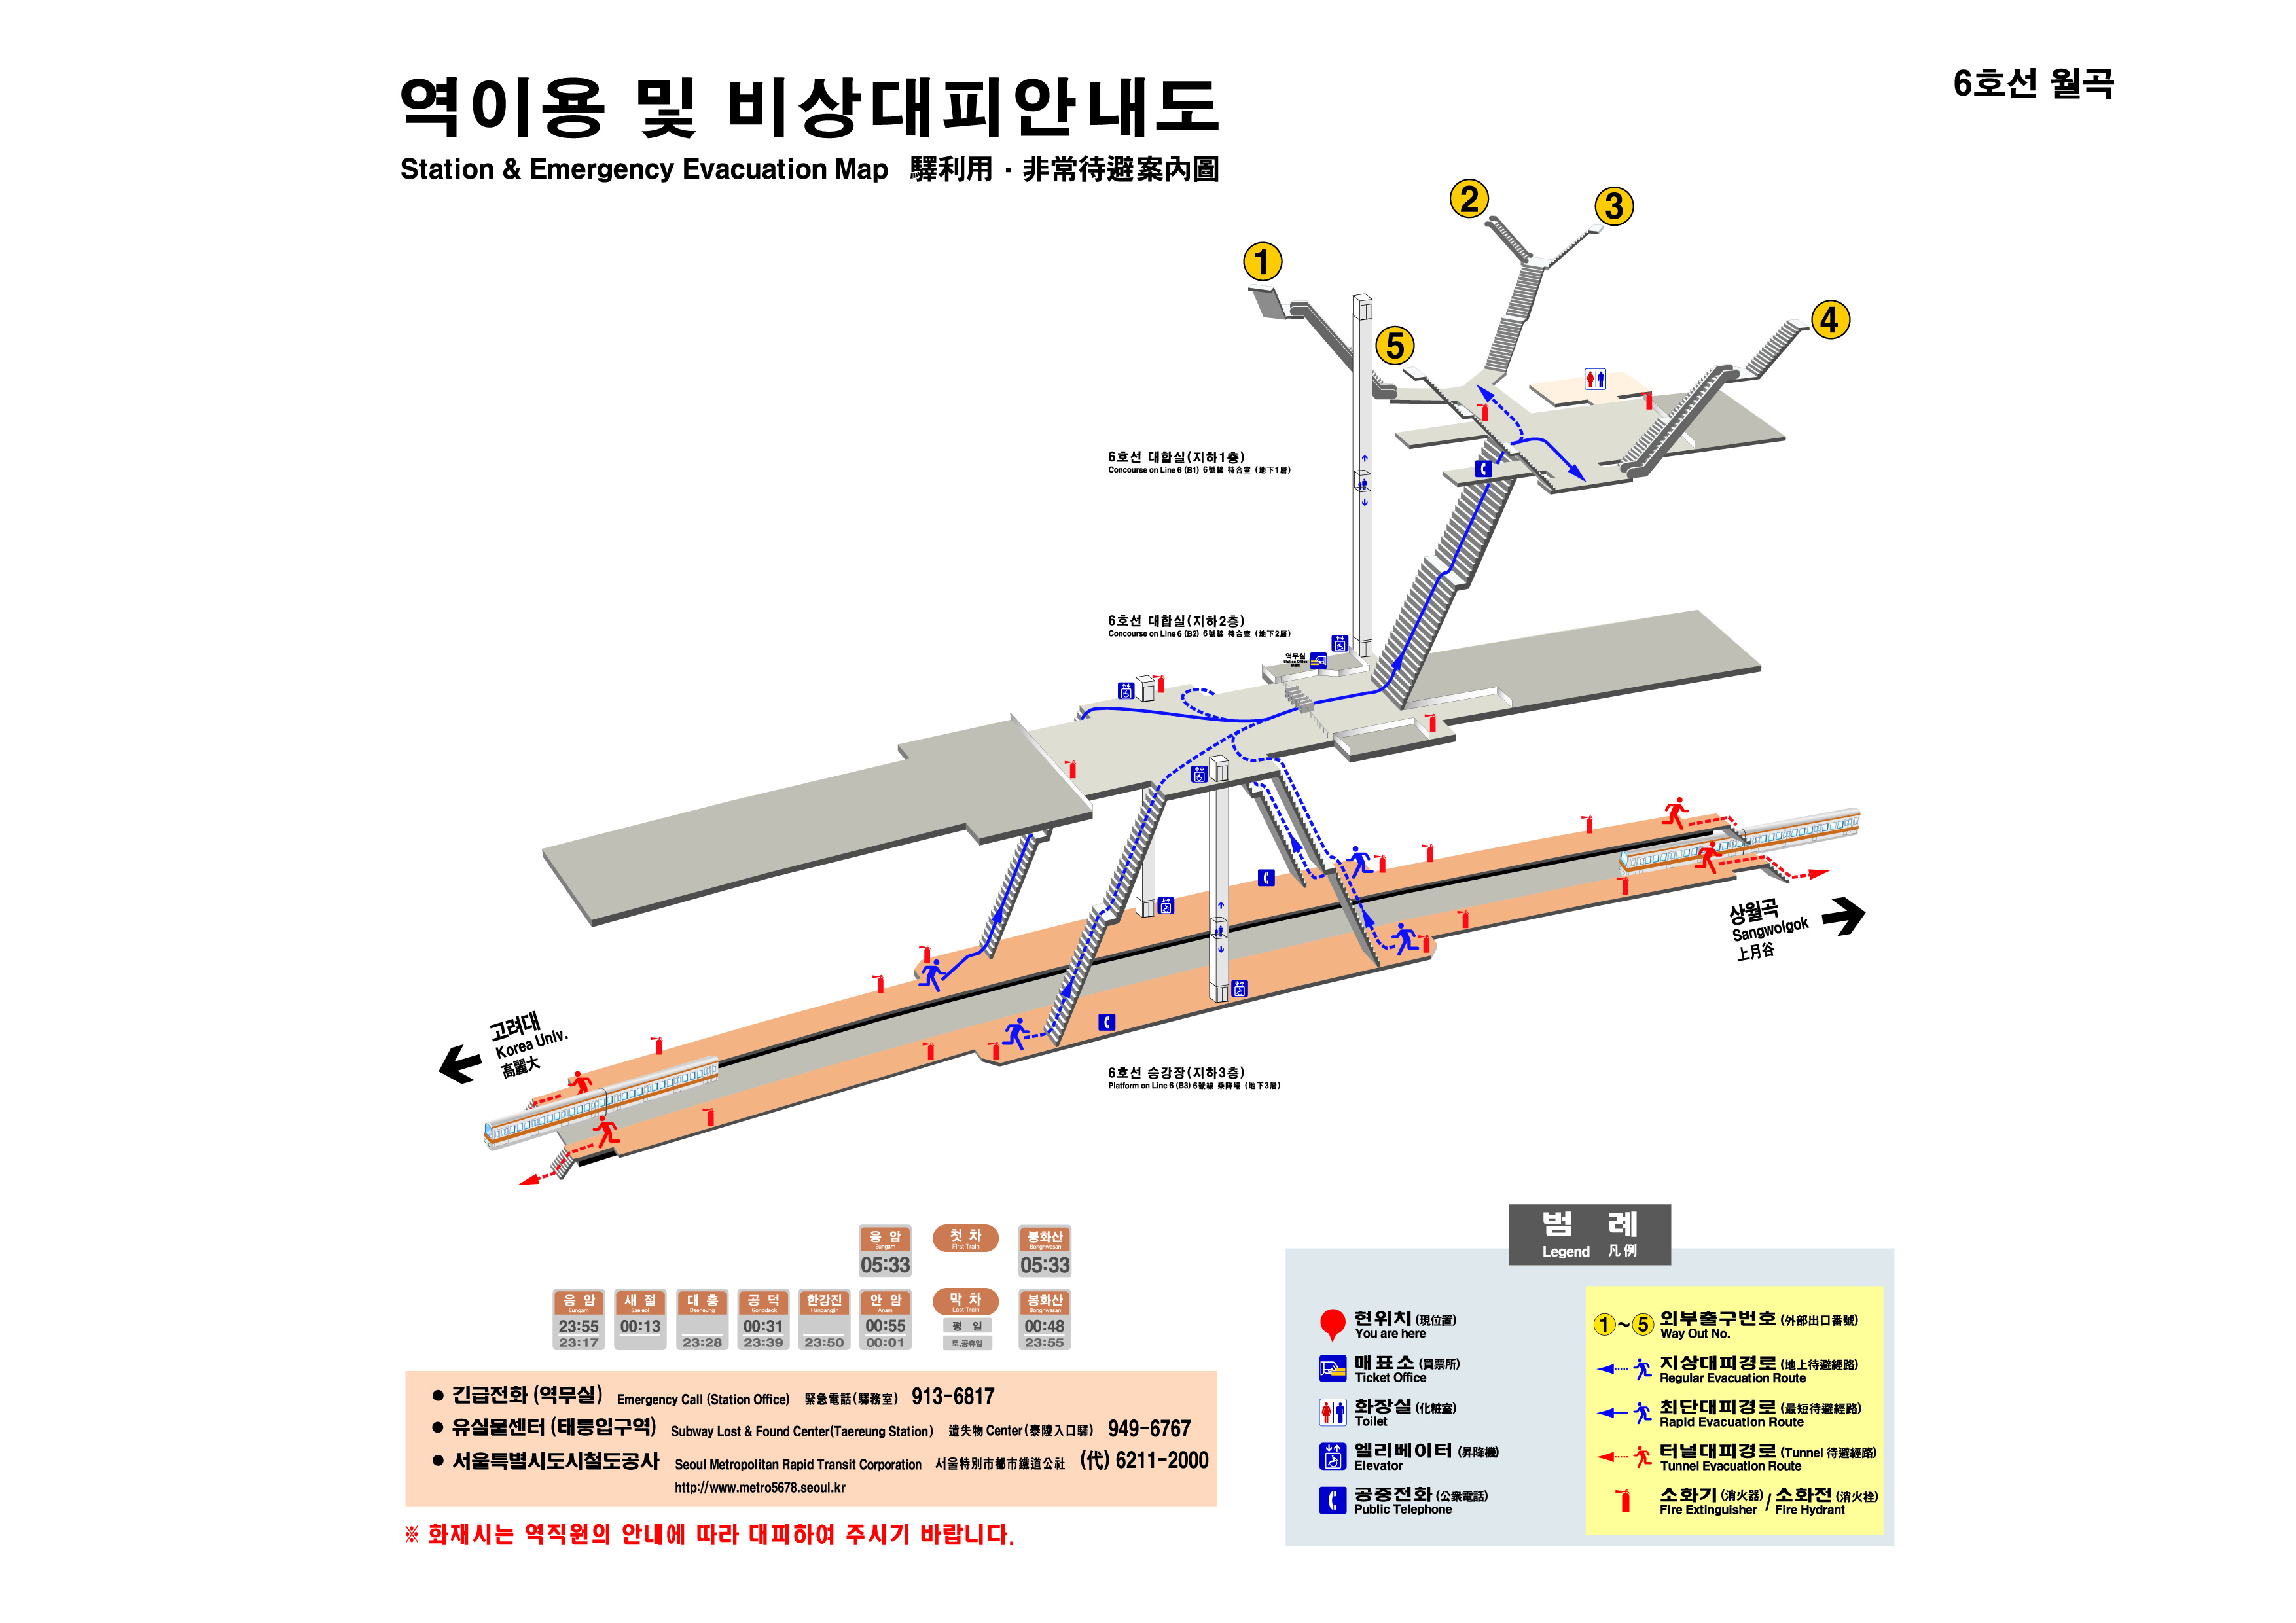 역이용 및 비상대피안내도
Station & Emergency Evacuation Map 驛利用 · 非常待避案內圖
6호선 월곡
1
2
3
4
5
6호선 대합실(지하1층)
Concourse on Line 6 (B1) 6號線 待合室 (地下1層)
6호선 대합실(지하2층)
Concourse on Line 6 (B2) 6號線 待合室 (地下2層)
역무실
Station Office
상월곡
Sangwolgok
上月谷
고려대
Korea Univ.
高麗大
6호선 승강장(지하3층)
Platform on Line 6 (B3) 6號線 乘降場 (地下3層)
응 암 첫 차 봉화산
Eungam First Train Bonghwasan
05:33 05:33
응 암 새 절 대 흥 공 덕 한강진 안 암 막 차 봉화산
Eungam Saejeol Daeheung Gongdeok Hangangjin Anam Last Train Bonghwasan
23:55 00:13 00:31 00:55 평 일 00:48
23:17 23:28 23:39 23:50 00:01 토,공휴일 23:55
● 긴급전화 (역무실) Emergency Call (Station Office) 緊急電話(驛務室) 913-6817
● 유실물센터 (태릉입구역) Subway Lost & Found Center(Taereung Station) 遺失物 Center(泰陵入口驛) 949-6767
● 서울특별시도시철도공사 Seoul Metropolitan Rapid Transit Corporation 서울特別市都市鐵道公社 (代) 6211-2000
http://www.metro5678.seoul.kr
※ 화재시는 역직원의 안내에 따라 대피하여 주시기 바랍니다.
범 례
Legend 凡例
현위치 (現位置)
You are here
매표소 (買票所)
Ticket Office
화장실 (化粧室)
Toilet
엘리베이터 (昇降機)
Elevator
공중전화 (公衆電話)
Public Telephone
1~5 외부출구번호 (外部出口番號)
Way Out No.
지상대피경로 (地上待避經路)
Regular Evacuation Route
최단대피경로 (最短待避經路)
Rapid Evacuation Route
터널대피경로 (Tunnel 待避經路)
Tunnel Evacuation Route
소화기 (消火器) / 소화전 (消火栓)
Fire Extinguisher / Fire Hydrant